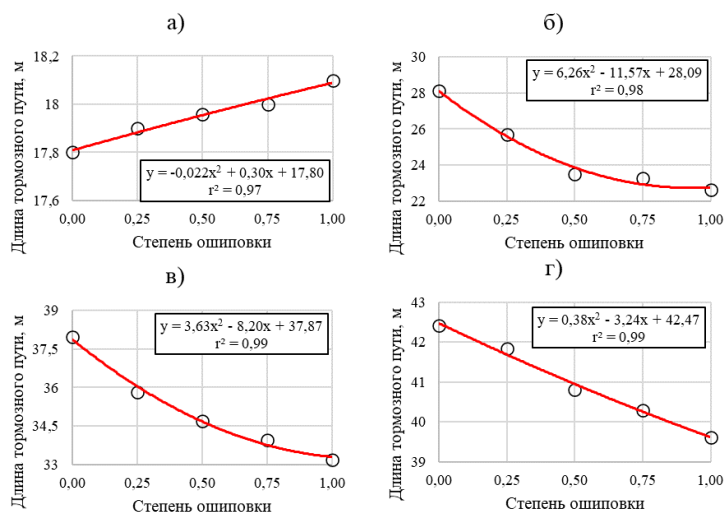 а)
Длина тормозного пути, м
18,2
18
17,8
17,6
y = -0,022x² + 0,30x + 17,80
r² = 0,97
0,00 0,25 0,50 0,75 1,00
Степень ошиповки
б)
Длина тормозного пути, м
30
28
26
24
22
y = 6,26x² - 11,57x + 28,09
r² = 0,98
0,00 0,25 0,50 0,75 1,00
Степень ошиповки
в)
Длина тормозного пути, м
39
37,5
36
34,5
33
y = 3,63x² - 8,20x + 37,87
r² = 0,99
0,00 0,25 0,50 0,75 1,00
Степень ошиповки
г)
Длина тормозного пути, м
43
42
41
40
39
y = 0,38x² - 3,24x + 42,47
r² = 0,99
0,00 0,25 0,50 0,75 1,00
Степень ошиповки